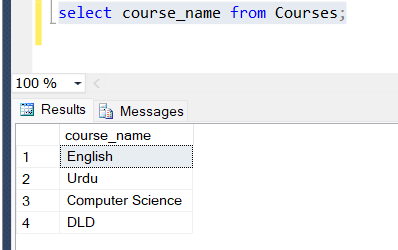 select course_name from Courses;
100 %
Results Messages
course_name
1 English
2 Urdu
3 Computer Science
4 DLD